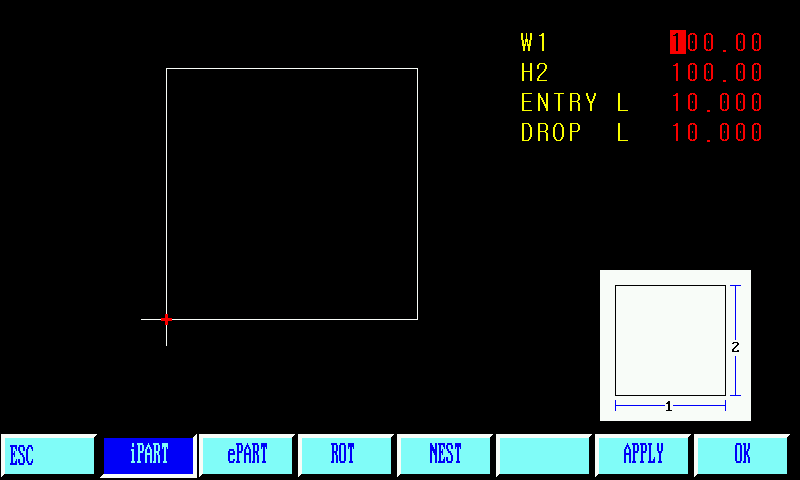 W1 100.00
H2 100.00
ENTRY L 10.000
DROP L 10.000
2
1
ESC iPART ePART ROT NEST APPLY OK